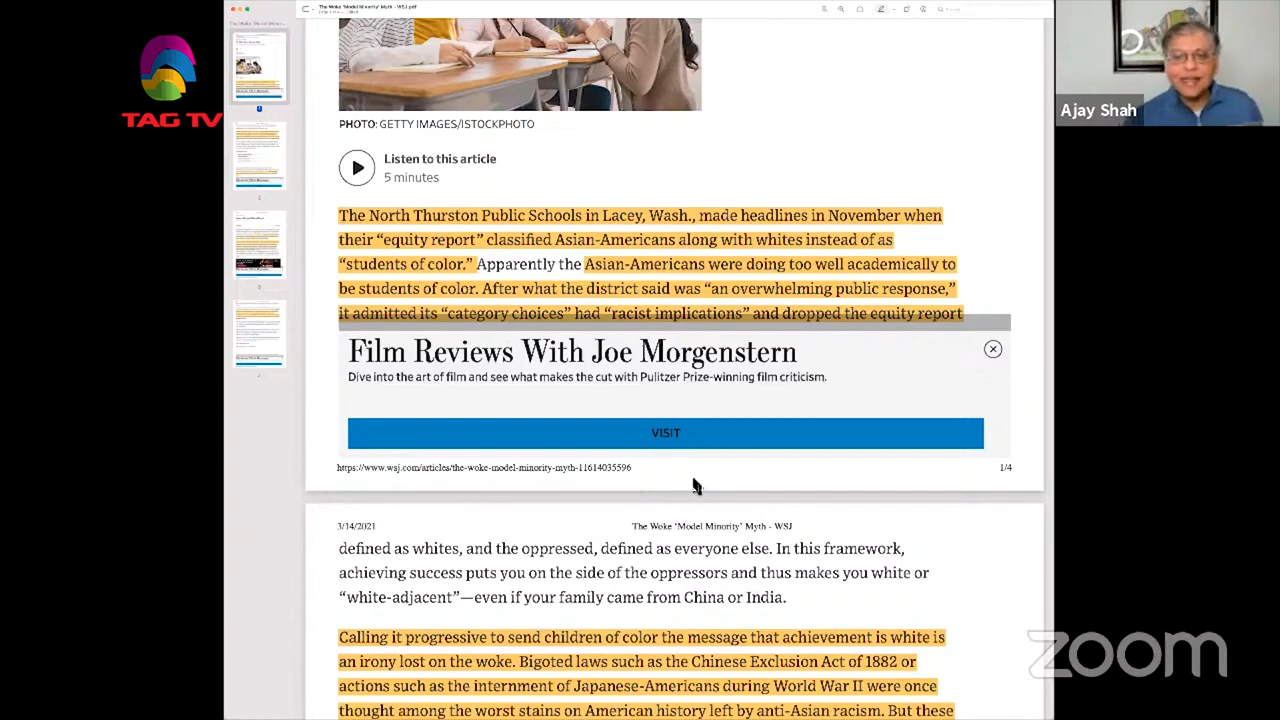 The Woke 'Model Minority' Myth - WSJ.pdf
TAG TV
Ajay Shah
PHOTO: GETTY IMAGES/ISTOCKPHOTO
Listen to this article
5 minutes
The North Thurston Public Schools in Lacey, Wash., made headlines in November when
their “equity report” classified Asian-Americans along with whites instead of as
“students of color.” Apparently the Asian-Americans were doing too well academically to
be students of color. After what the district said was “an overwhelming public response,”
it admitted its “category choices” had “racist implications” and dropped the equity report
Film Reviews With Joe Morgenstern
Dive into the art of film and see what makes the cut with Pulitzer Prize-winning film criticism.
VISIT
https://www.wsj.com/articles/the-woke-model-minority-myth-11614035596
1/4
3/14/2021
The Woke ‘Model Minority’ Myth - WSJ
defined as whites, and the oppressed, defined as everyone else. In this framework,
achieving success puts you on the side of the oppressors and thus makes you white or
“white-adjacent”—even if your family came from China or India.
Calling it progressive to send children of color the message that achievement is white is
an irony lost on the woke. Bigoted laws such as the Chinese Exclusion Act of 1882 or
actions such as the internment of Japanese-Americans during World War II were once
thought among the worst stains on American history left by anti-Asian racism. But these
zoom